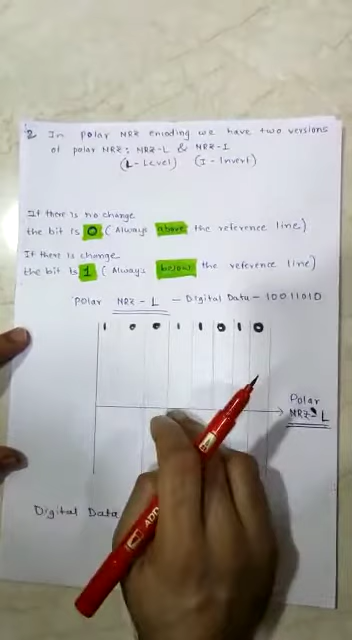 2 In polar NRZ encoding we have two versions
of polar NRZ: NRZ-L & NRZ-I
(L-Level) (I-Invert)
If there is no change
the bit is 0 (Always above the reference line)
If there is change
the bit is 1 (Always below the reference line)
Polar NRZ - L - Digital Data - 10011010
1 0 0 1 1 0 1 0
Polar
NRZ-L
Digital Data